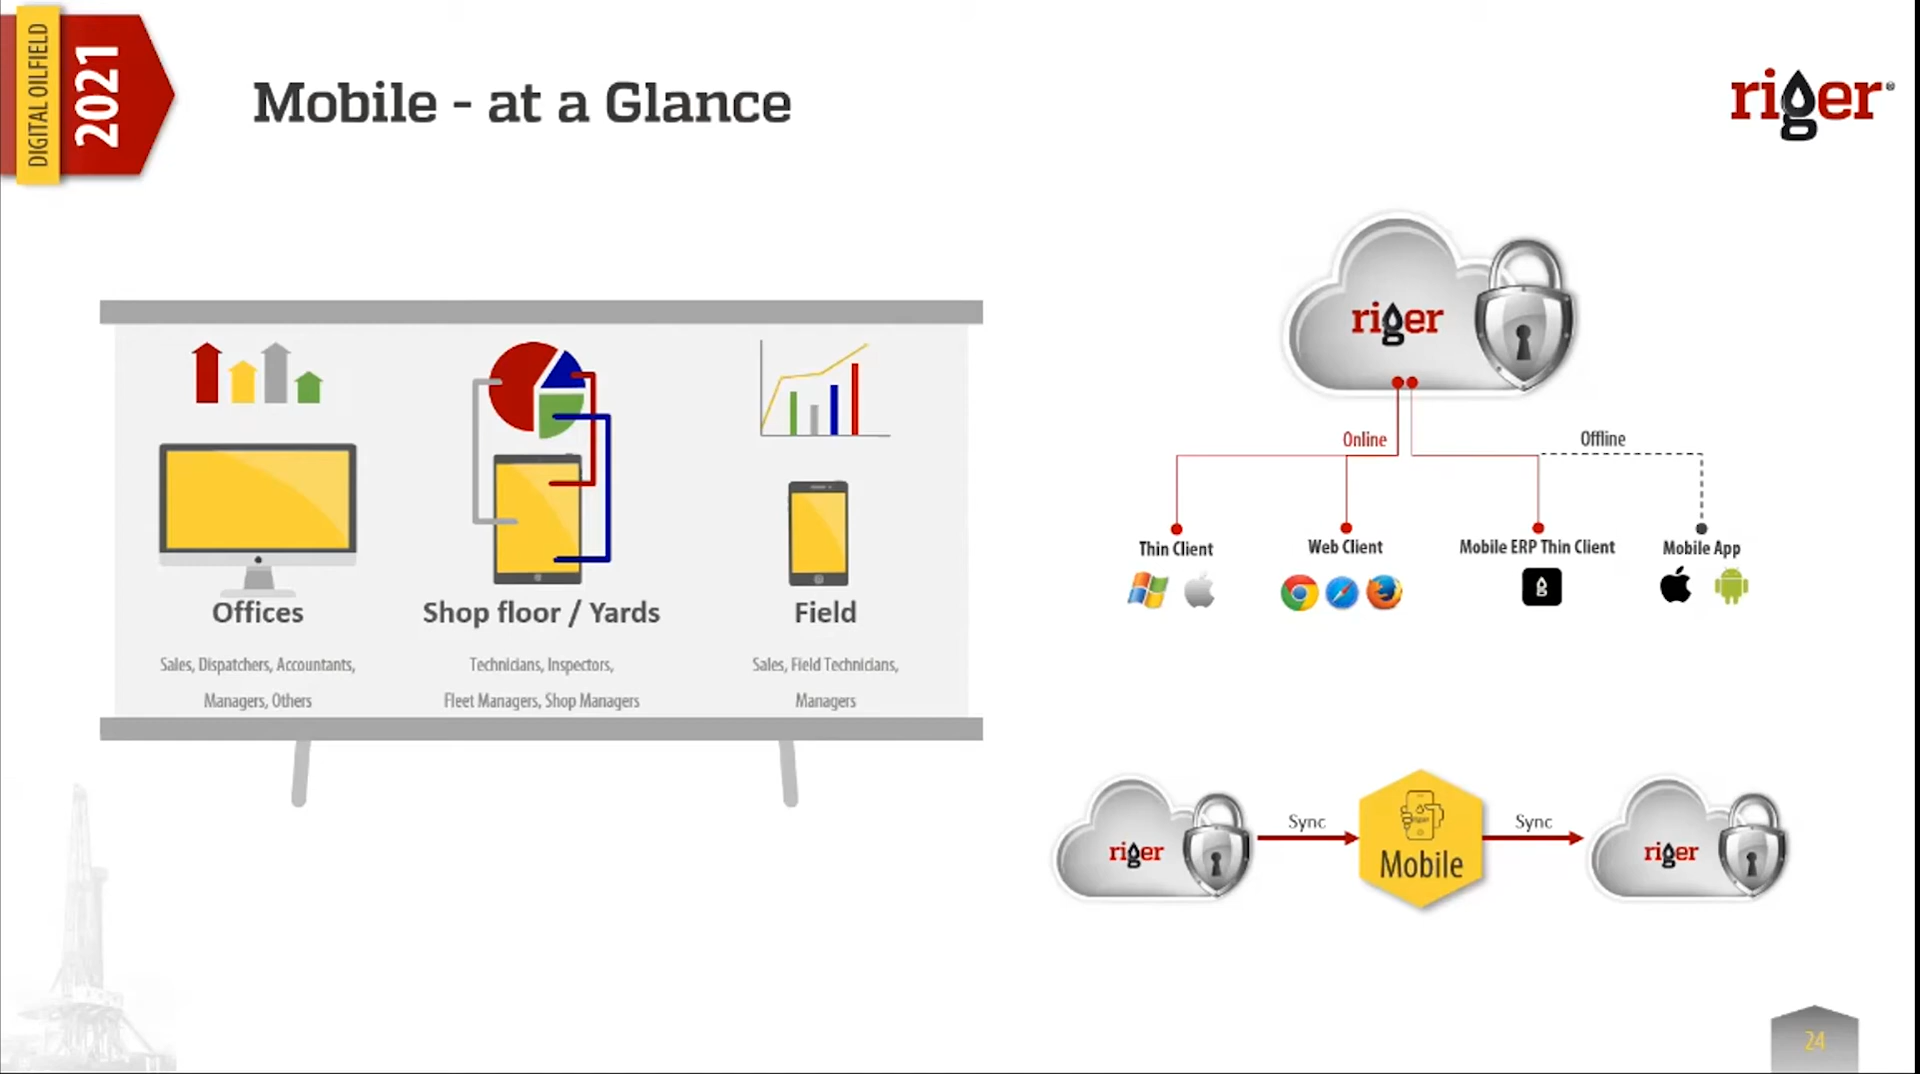 DIGITAL OILFIELD
2021
Mobile - at a Glance
riger®
Offices
Sales, Dispatchers, Accountants,
Managers, Others
Shop floor / Yards
Technicians, Inspectors,
Fleet Managers, Shop Managers
Field
Sales, Field Technicians,
Managers
riger
Online
Offline
Thin Client
Web Client
Mobile ERP Thin Client
Mobile App
riger
Sync
Mobile
Sync
riger
24